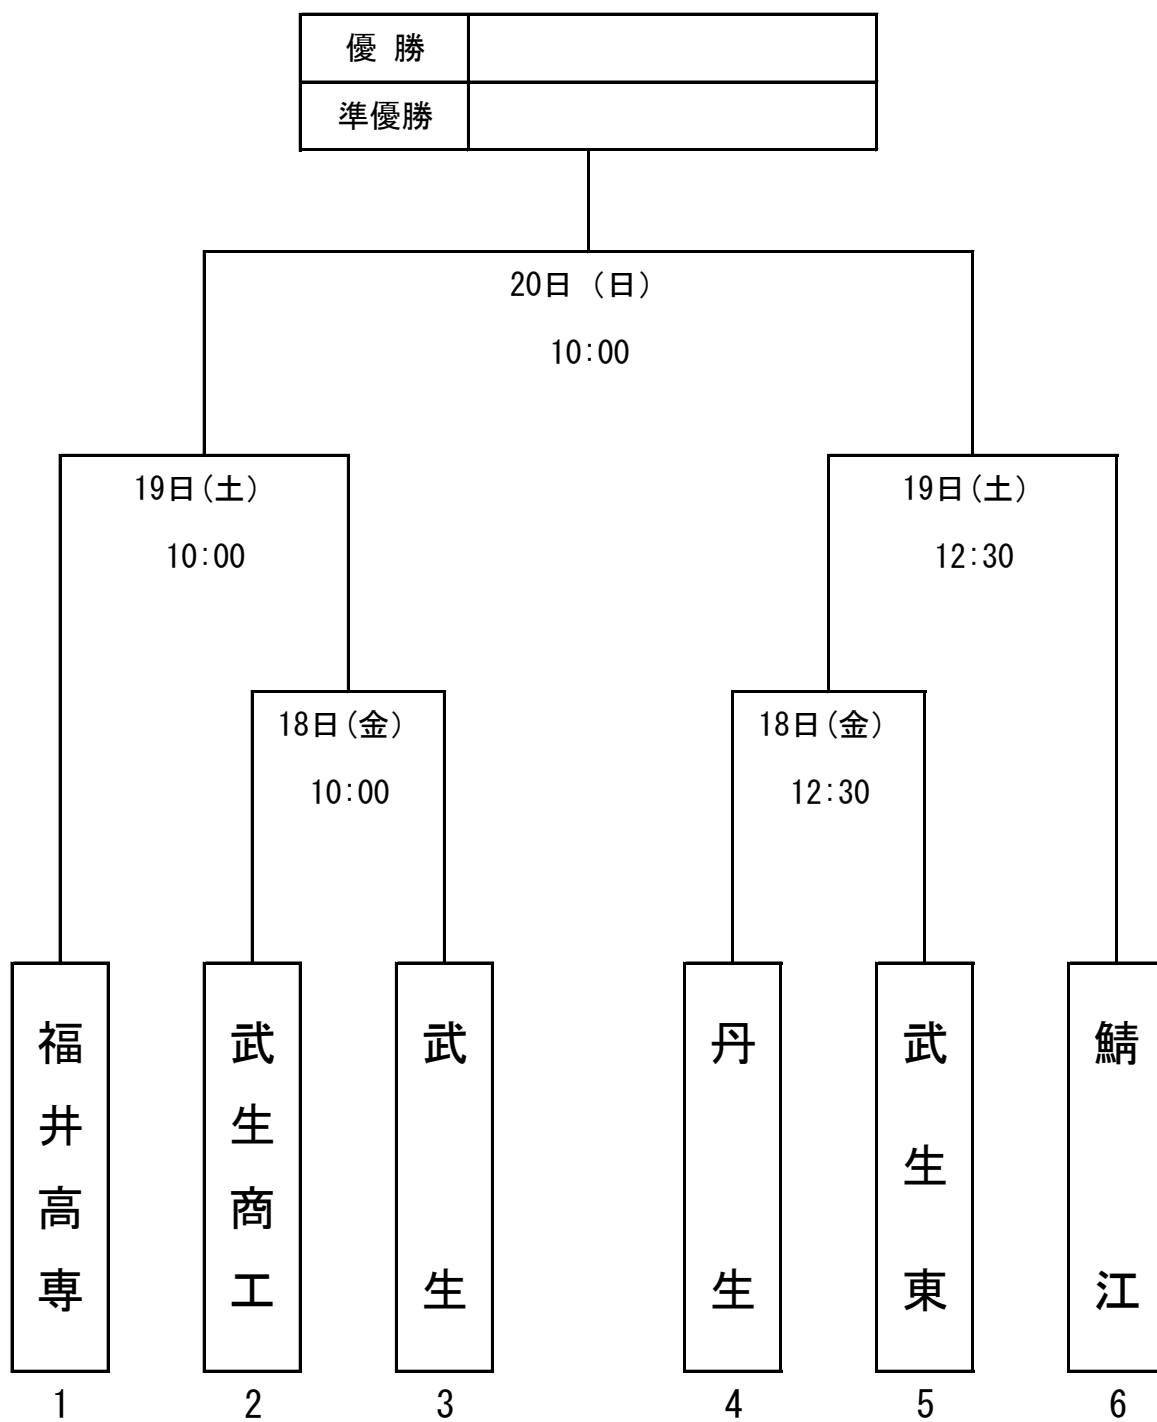 優 勝
準優勝
20日（日）
10:00
19日(土)
10:00
19日(土)
12:30
18日(金)
10:00
18日(金)
12:30
福井高専
武生商工
武生
丹生
武生東
鯖江
1
2
3
4
5
6